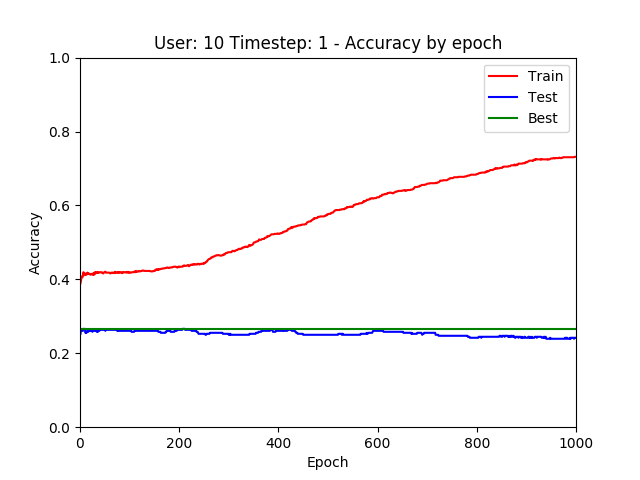 User: 10 Timestep: 1 - Accuracy by epoch
1.0
0.8
0.6
0.4
0.2
0.0
Accuracy
Train
Test
Best
0 200 400 600 800 1000
Epoch